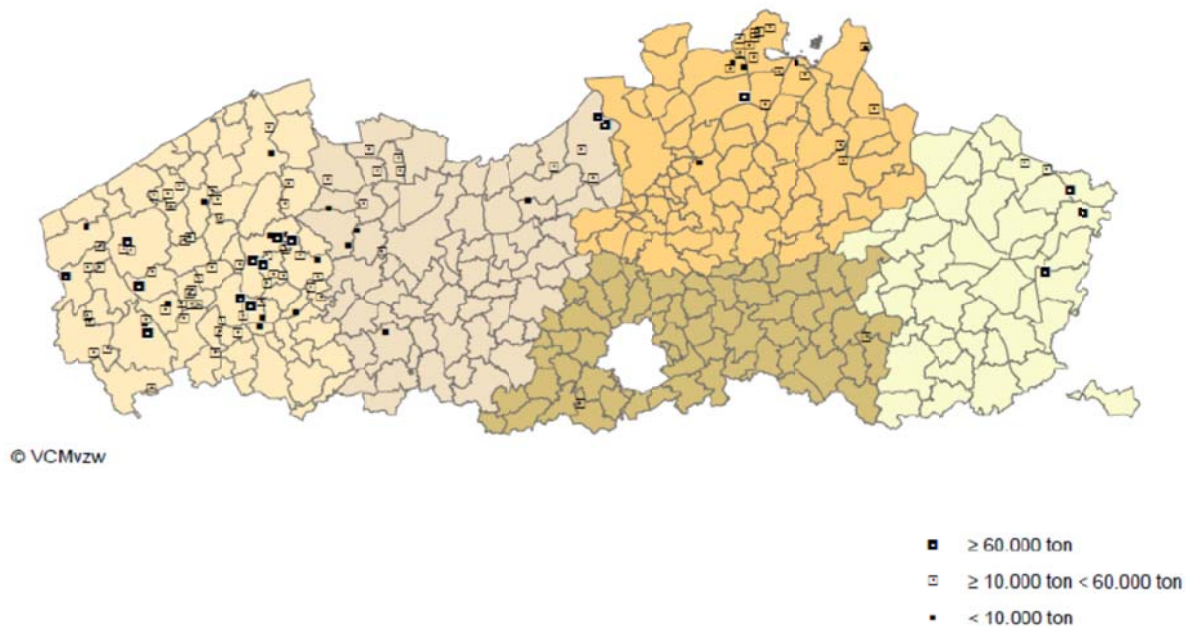 © VCMvzw
≥ 60.000 ton
≥ 10.000 ton < 60.000 ton
< 10.000 ton